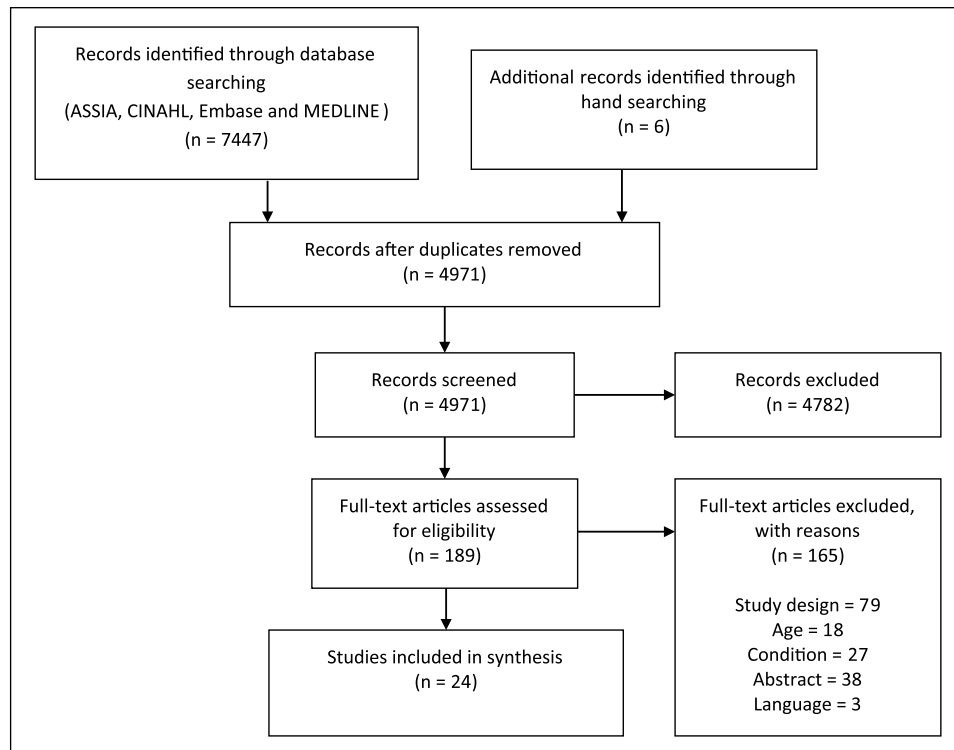 Records identified through database
searching
(ASSIA, CINAHL, Embase and MEDLINE )
(n = 7447)
Additional records identified through
hand searching
(n = 6)
Records after duplicates removed
(n = 4971)
Records screened
(n = 4971)
Records excluded
(n = 4782)
Full-text articles assessed
for eligibility
(n = 189)
Full-text articles excluded,
with reasons
(n = 165)
Study design = 79
Age = 18
Condition = 27
Abstract = 38
Language = 3
Studies included in synthesis
(n = 24)